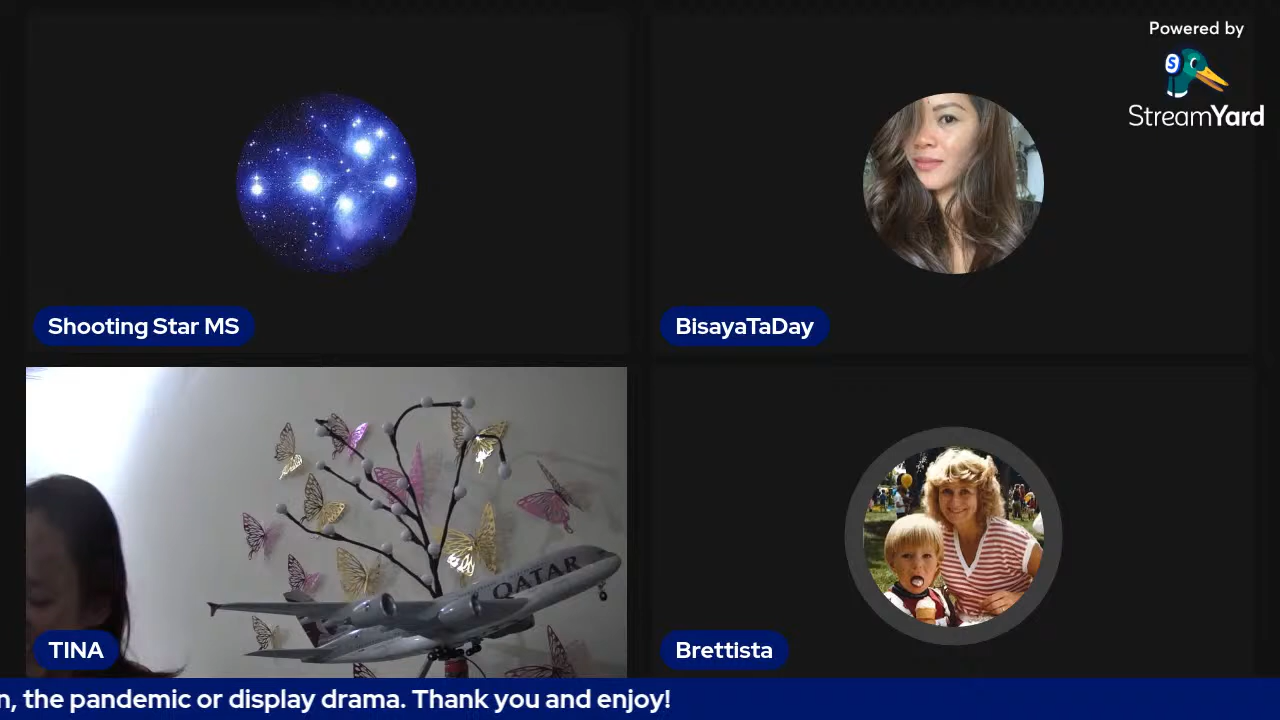 Powered by
S
StreamYard
Shooting Star MS
BisayaTaDay
QATAR
TINA
Brettista
n, the pandemic or display drama. Thank you and enjoy!